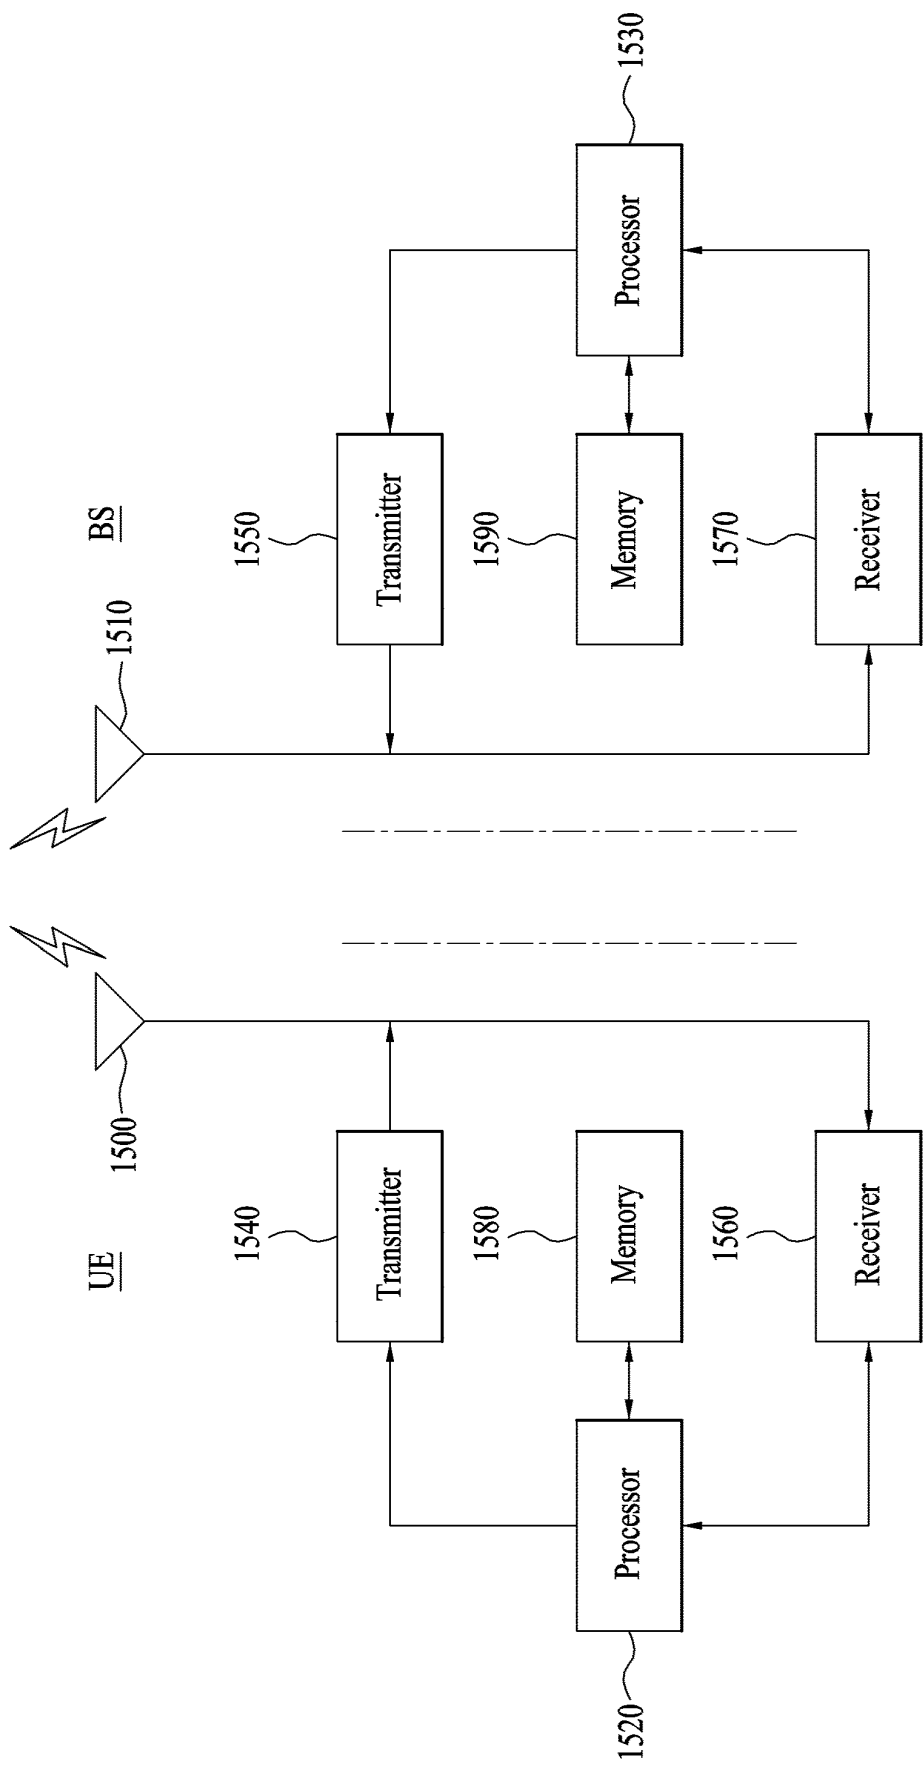 UE
BS
1500
1510
1540
Transmitter
1550
Transmitter
1520
Processor
1580
Memory
1590
Memory
Processor
1530
1560
Receiver
1570
Receiver